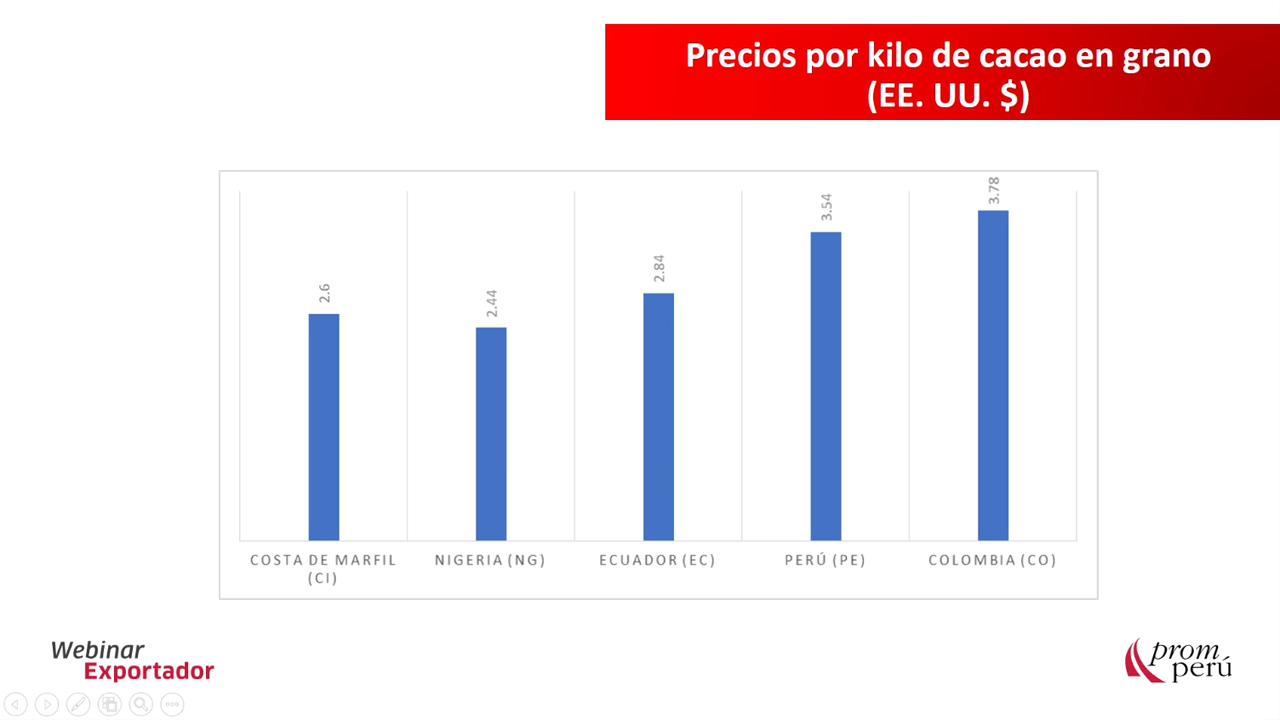 Precios por kilo de cacao en grano
(EE. UU. $)
2.6
2.44
2.84
3.54
3.78
COSTA DE MARFIL
(CI)
NIGERIA (NG)
ECUADOR (EC)
PERÚ (PE)
COLOMBIA (CO)
Webinar
Exportador
prom
perú